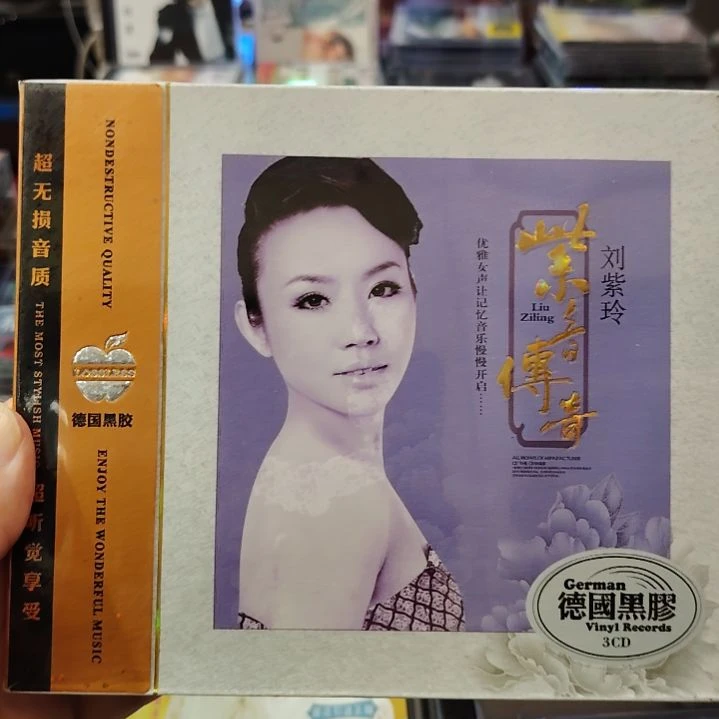 超无损音质
THE MOST STYLISH MUSIC
超听觉享受
NONDESTRUCTIVE QUALITY
LOSSLESS
德国黑胶
ENJOY THE WONDERFUL MUSIC
优雅女声让记忆音乐慢慢开启……
紫音傳奇
Liu
Ziling
刘紫玲
German
德國黑膠
Vinyl Records
3CD